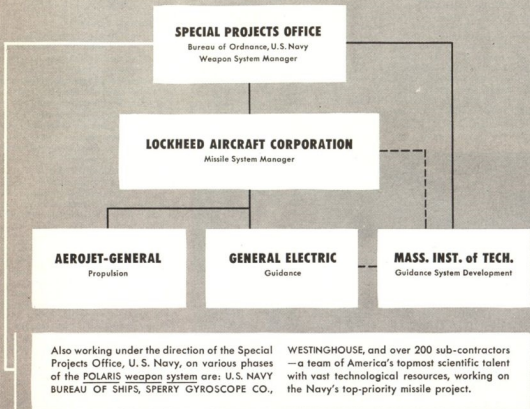 SPECIAL PROJECTS OFFICE
Bureau of Ordnance, U.S. Navy
Weapon System Manager
LOCKHEED AIRCRAFT CORPORATION
Missile System Manager
AEROJET-GENERAL
Propulsion
GENERAL ELECTRIC
Guidance
MASS. INST. of TECH.
Guidance System Development
Also working under the direction of the Special
Projects Office, U. S. Navy, on various phases
of the POLARIS weapon system are: U.S. NAVY
BUREAU OF SHIPS, SPERRY GYROSCOPE CO.,
WESTINGHOUSE, and over 200 sub-contractors
—a team of America's topmost scientific talent
with vast technological resources, working on
the Navy's top-priority missile project.